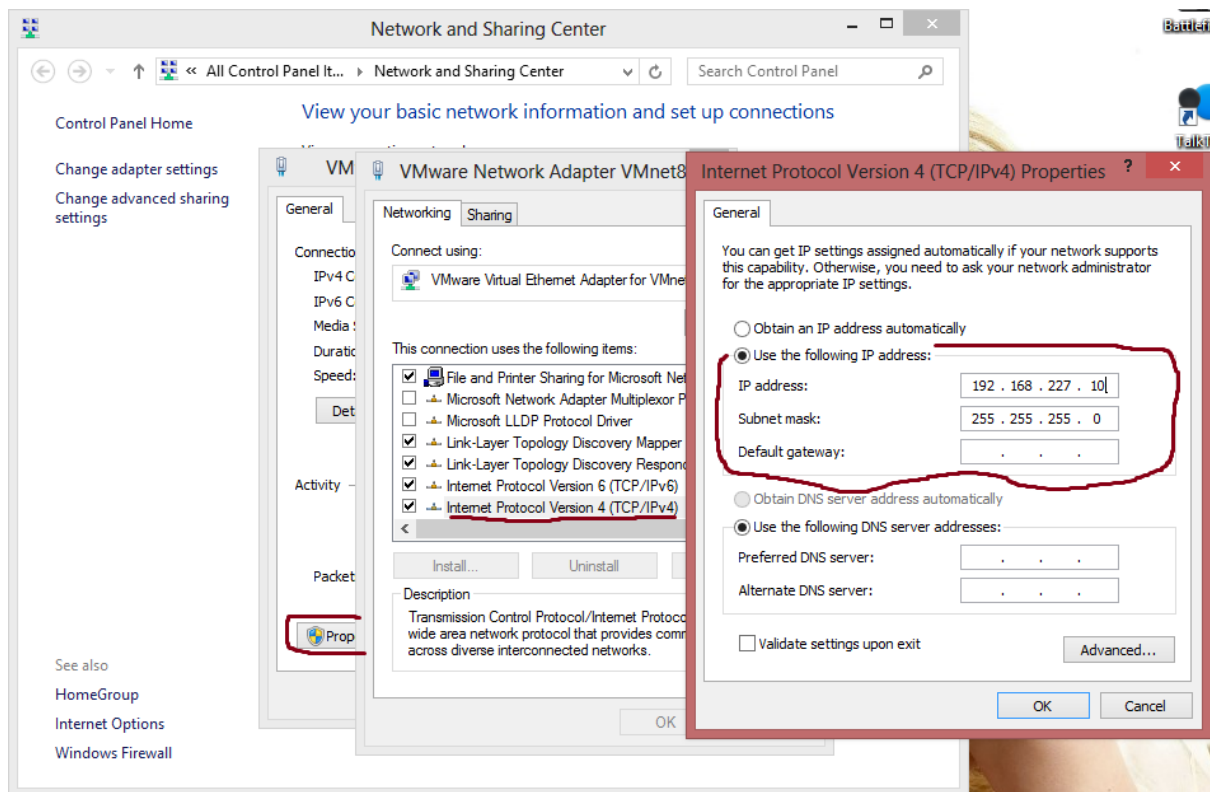 Network and Sharing Center
All Control Panel It... Network and Sharing Center
Search Control Panel
Control Panel Home
Change adapter settings
Change advanced sharing
settings
View your basic network information and set up connections
See also
HomeGroup
Internet Options
Windows Firewall
VM
General
Connectio
IPv4 C
IPv6 C
Media
Duratio
Speed:
Det
Activity
Packet
Prop
VMware Network Adapter VMnet8
Networking
Sharing
Connect using:
VMware Virtual Ethernet Adapter for VMne
This connection uses the following items:
File and Printer Sharing for Microsoft Net
Microsoft Network Adapter Multiplexor P
Microsoft LLDP Protocol Driver
Link-Layer Topology Discovery Mapper
Link-Layer Topology Discovery Respond
Internet Protocol Version 6 (TCP/IPv6)
Internet Protocol Version 4 (TCP/IPv4)
Install...
Uninstall
Description
Transmission Control Protocol/Internet Protoco
wide area network protocol that provides comm
across diverse interconnected networks.
OK
Internet Protocol Version 4 (TCP/IPv4) Properties
General
You can get IP settings assigned automatically if your network supports
this capability. Otherwise, you need to ask your network administrator
for the appropriate IP settings.
Obtain an IP address automatically
Use the following IP address:
IP address: 192 . 168 . 227 . 10
Subnet mask: 255 . 255 . 255 . 0
Default gateway: . . .
Obtain DNS server address automatically
Use the following DNS server addresses:
Preferred DNS server: . . .
Alternate DNS server: . . .
Validate settings upon exit
Advanced...
OK
Cancel
Battlefi
TalkT